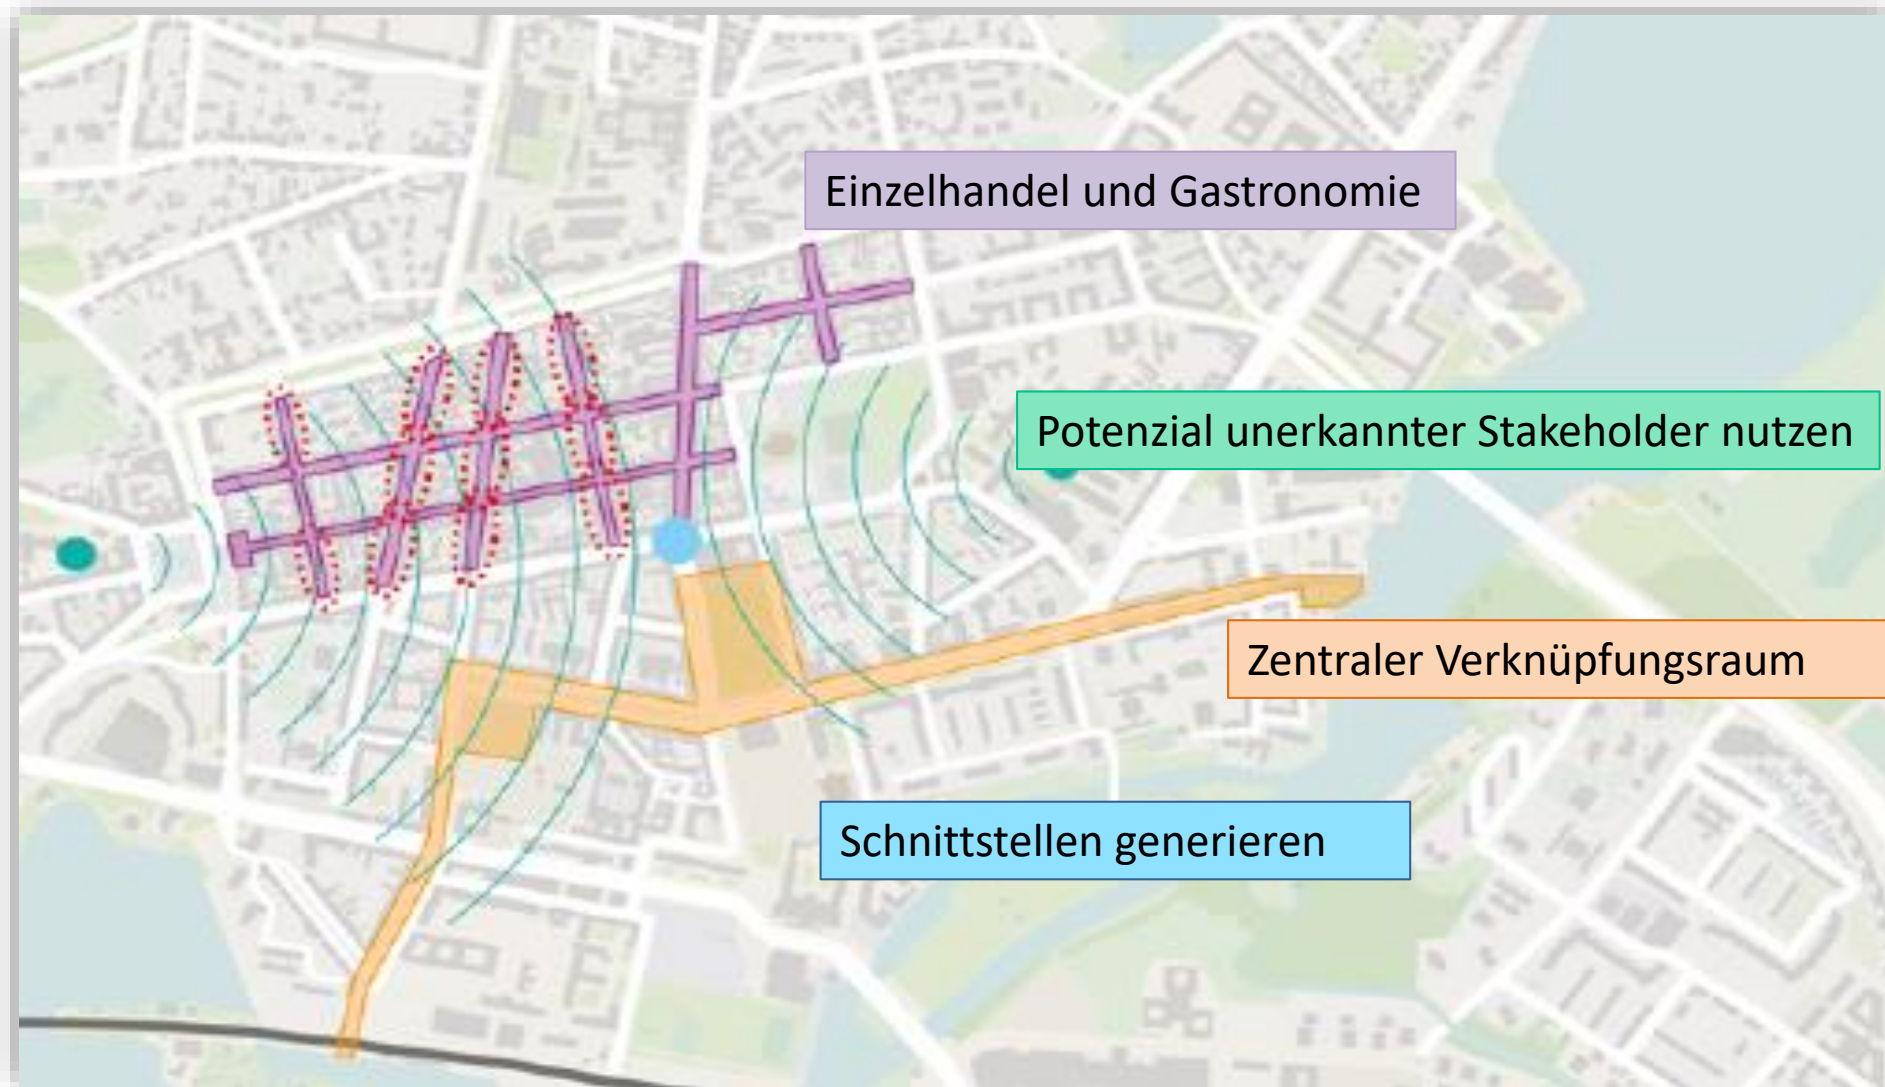 Einzelhandel und Gastronomie
Potenzial unerkannter Stakeholder nutzen
Zentraler Verknüpfungsraum
Schnittstellen generieren